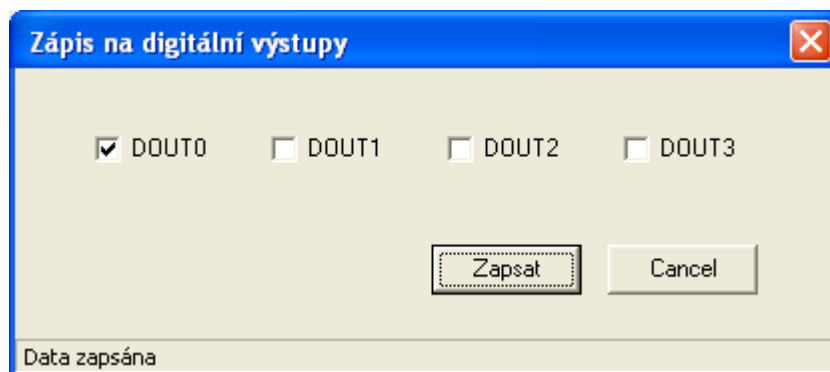 Zápis na digitální výstupy
DOUT0 DOUT1 DOUT2 DOUT3
Zapsat Cancel
Data zapsána